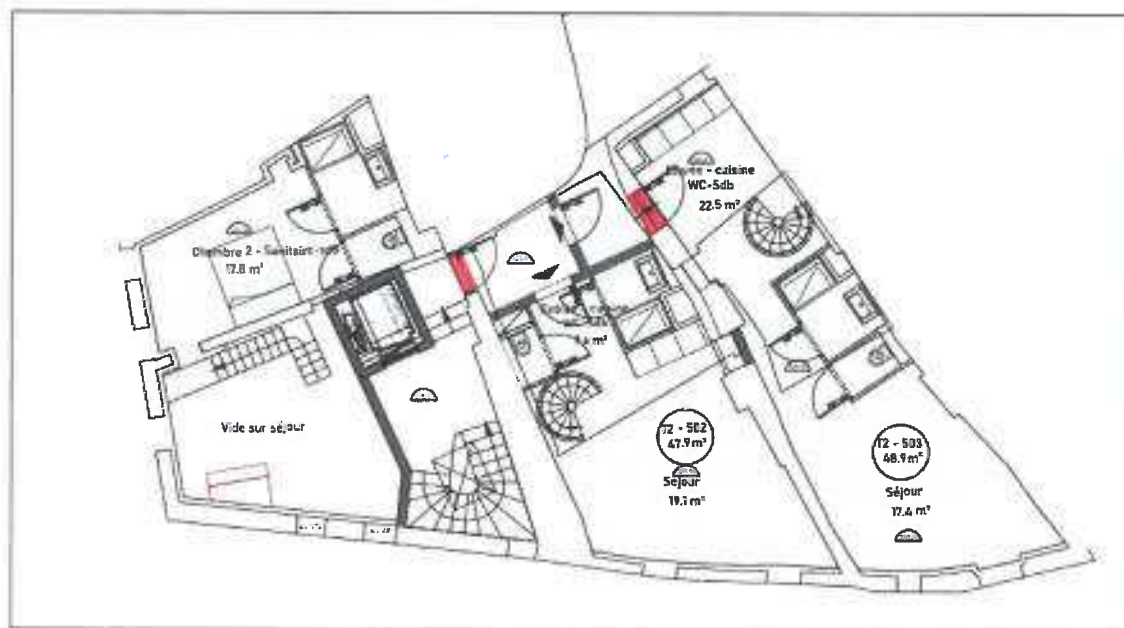 - cuisine
WC-Sdb
22.5 m²
Chambre 2 - Sanitaire
17.8 m²
Vide sur séjour
T2 - 502
47.9 m²
Séjour
19.1 m²
T2 - 503
48.9 m²
Séjour
17.4 m²